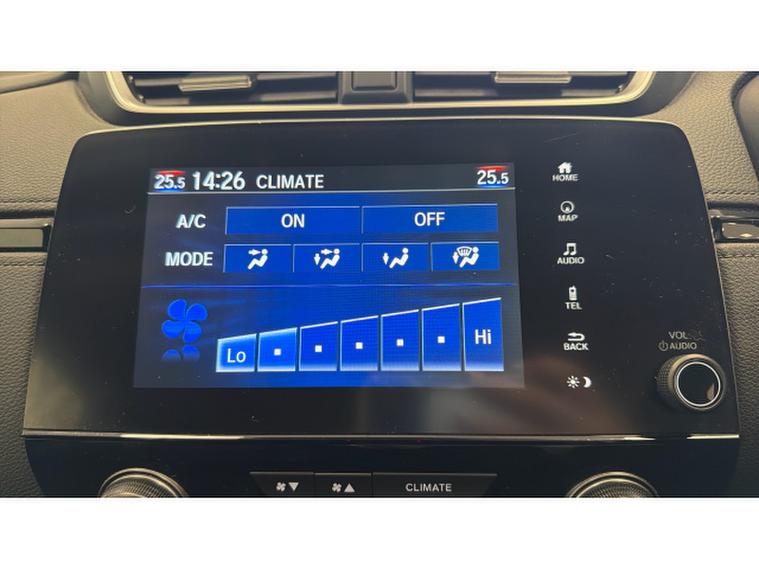 25.5 14:26 CLIMATE 25.5
A/C ON OFF
MODE
Lo Hi
HOME
MAP
AUDIO
TEL
BACK
VOL
AUDIO
CLIMATE